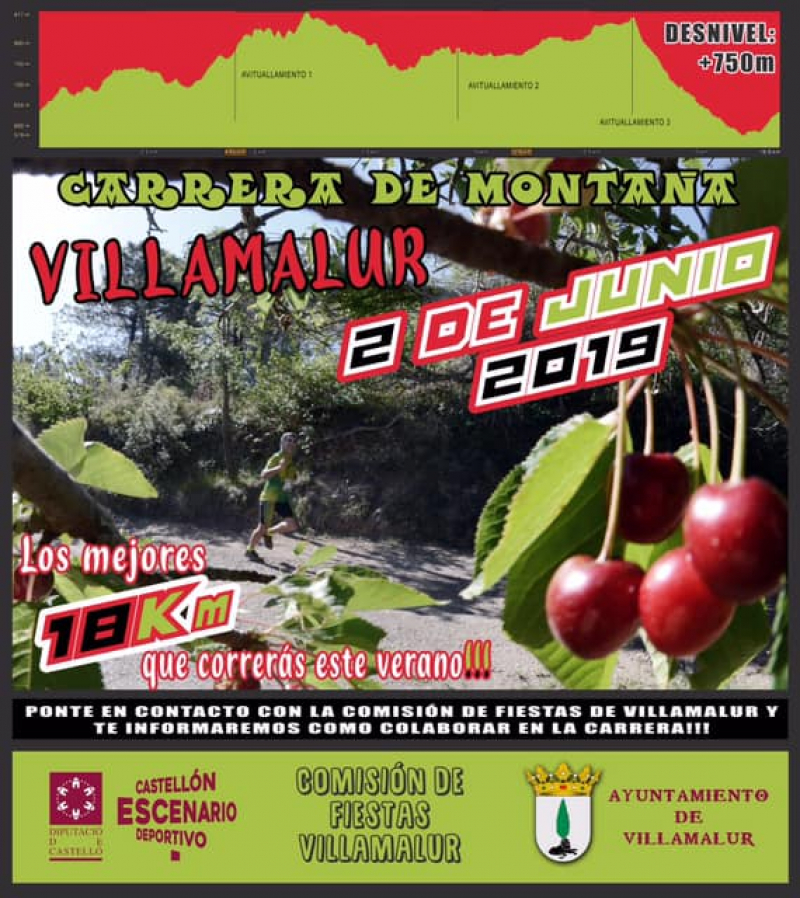 DESNIVEL:
+750m
AVITUALLAMIENTO 1
AVITUALLAMIENTO 2
AVITUALLAMIENTO 3
CARRERA DE MONTAÑA
VILLAMALUR
2 DE JUNIO
2019
Los mejores
18Km
que correrás este verano!!!
PONTE EN CONTACTO CON LA COMISIÓN DE FIESTAS DE VILLAMALUR Y
TE INFORMAREMOS COMO COLABORAR EN LA CARRERA!!!
DIPUTACIÓ
D E
CASTELLÓ
CASTELLÓN
ESCENARIO
DEPORTIVO
COMISIÓN DE
FIESTAS
VILLAMALUR
AYUNTAMIENTO
DE
VILLAMALUR